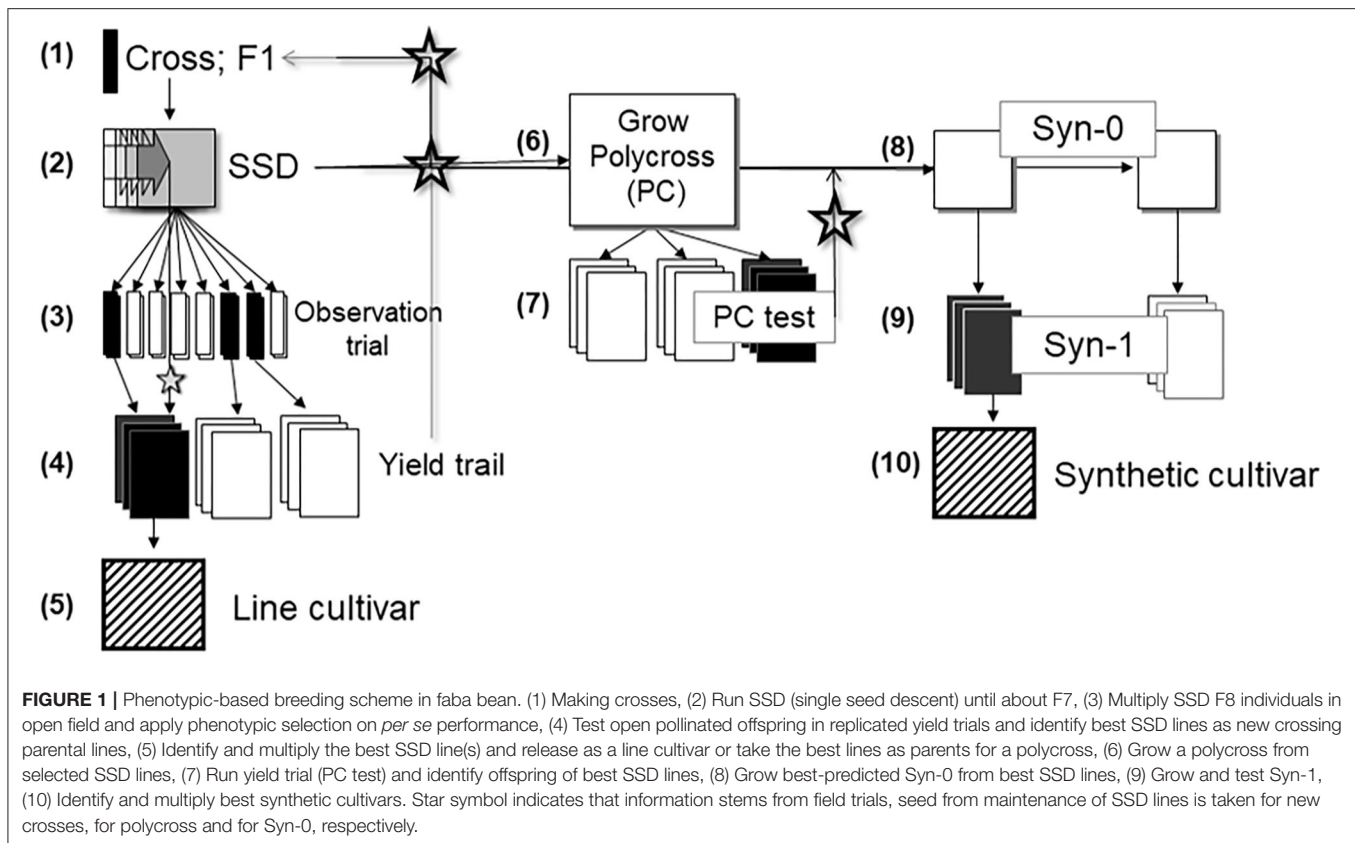 (1) Cross; F1
(2) SSD
(3) Observation
trial
(4) Yield trail
(5) Line cultivar
(6) Grow
Polycross
(PC)
(7) PC test
(8) Syn-0
(9) Syn-1
(10) Synthetic cultivar
FIGURE 1 | Phenotypic-based breeding scheme in faba bean. (1) Making crosses, (2) Run SSD (single seed descent) until about F7, (3) Multiply SSD F8 individuals in
open field and apply phenotypic selection on per se performance, (4) Test open pollinated offspring in replicated yield trials and identify best SSD lines as new crossing
parental lines, (5) Identify and multiply the best SSD line(s) and release as a line cultivar or take the best lines as parents for a polycross, (6) Grow a polycross from
selected SSD lines, (7) Run yield trial (PC test) and identify offspring of best SSD lines, (8) Grow best-predicted Syn-0 from best SSD lines, (9) Grow and test Syn-1,
(10) Identify and multiply best synthetic cultivars. Star symbol indicates that information stems from field trials, seed from maintenance of SSD lines is taken for new
crosses, for polycross and for Syn-0, respectively.